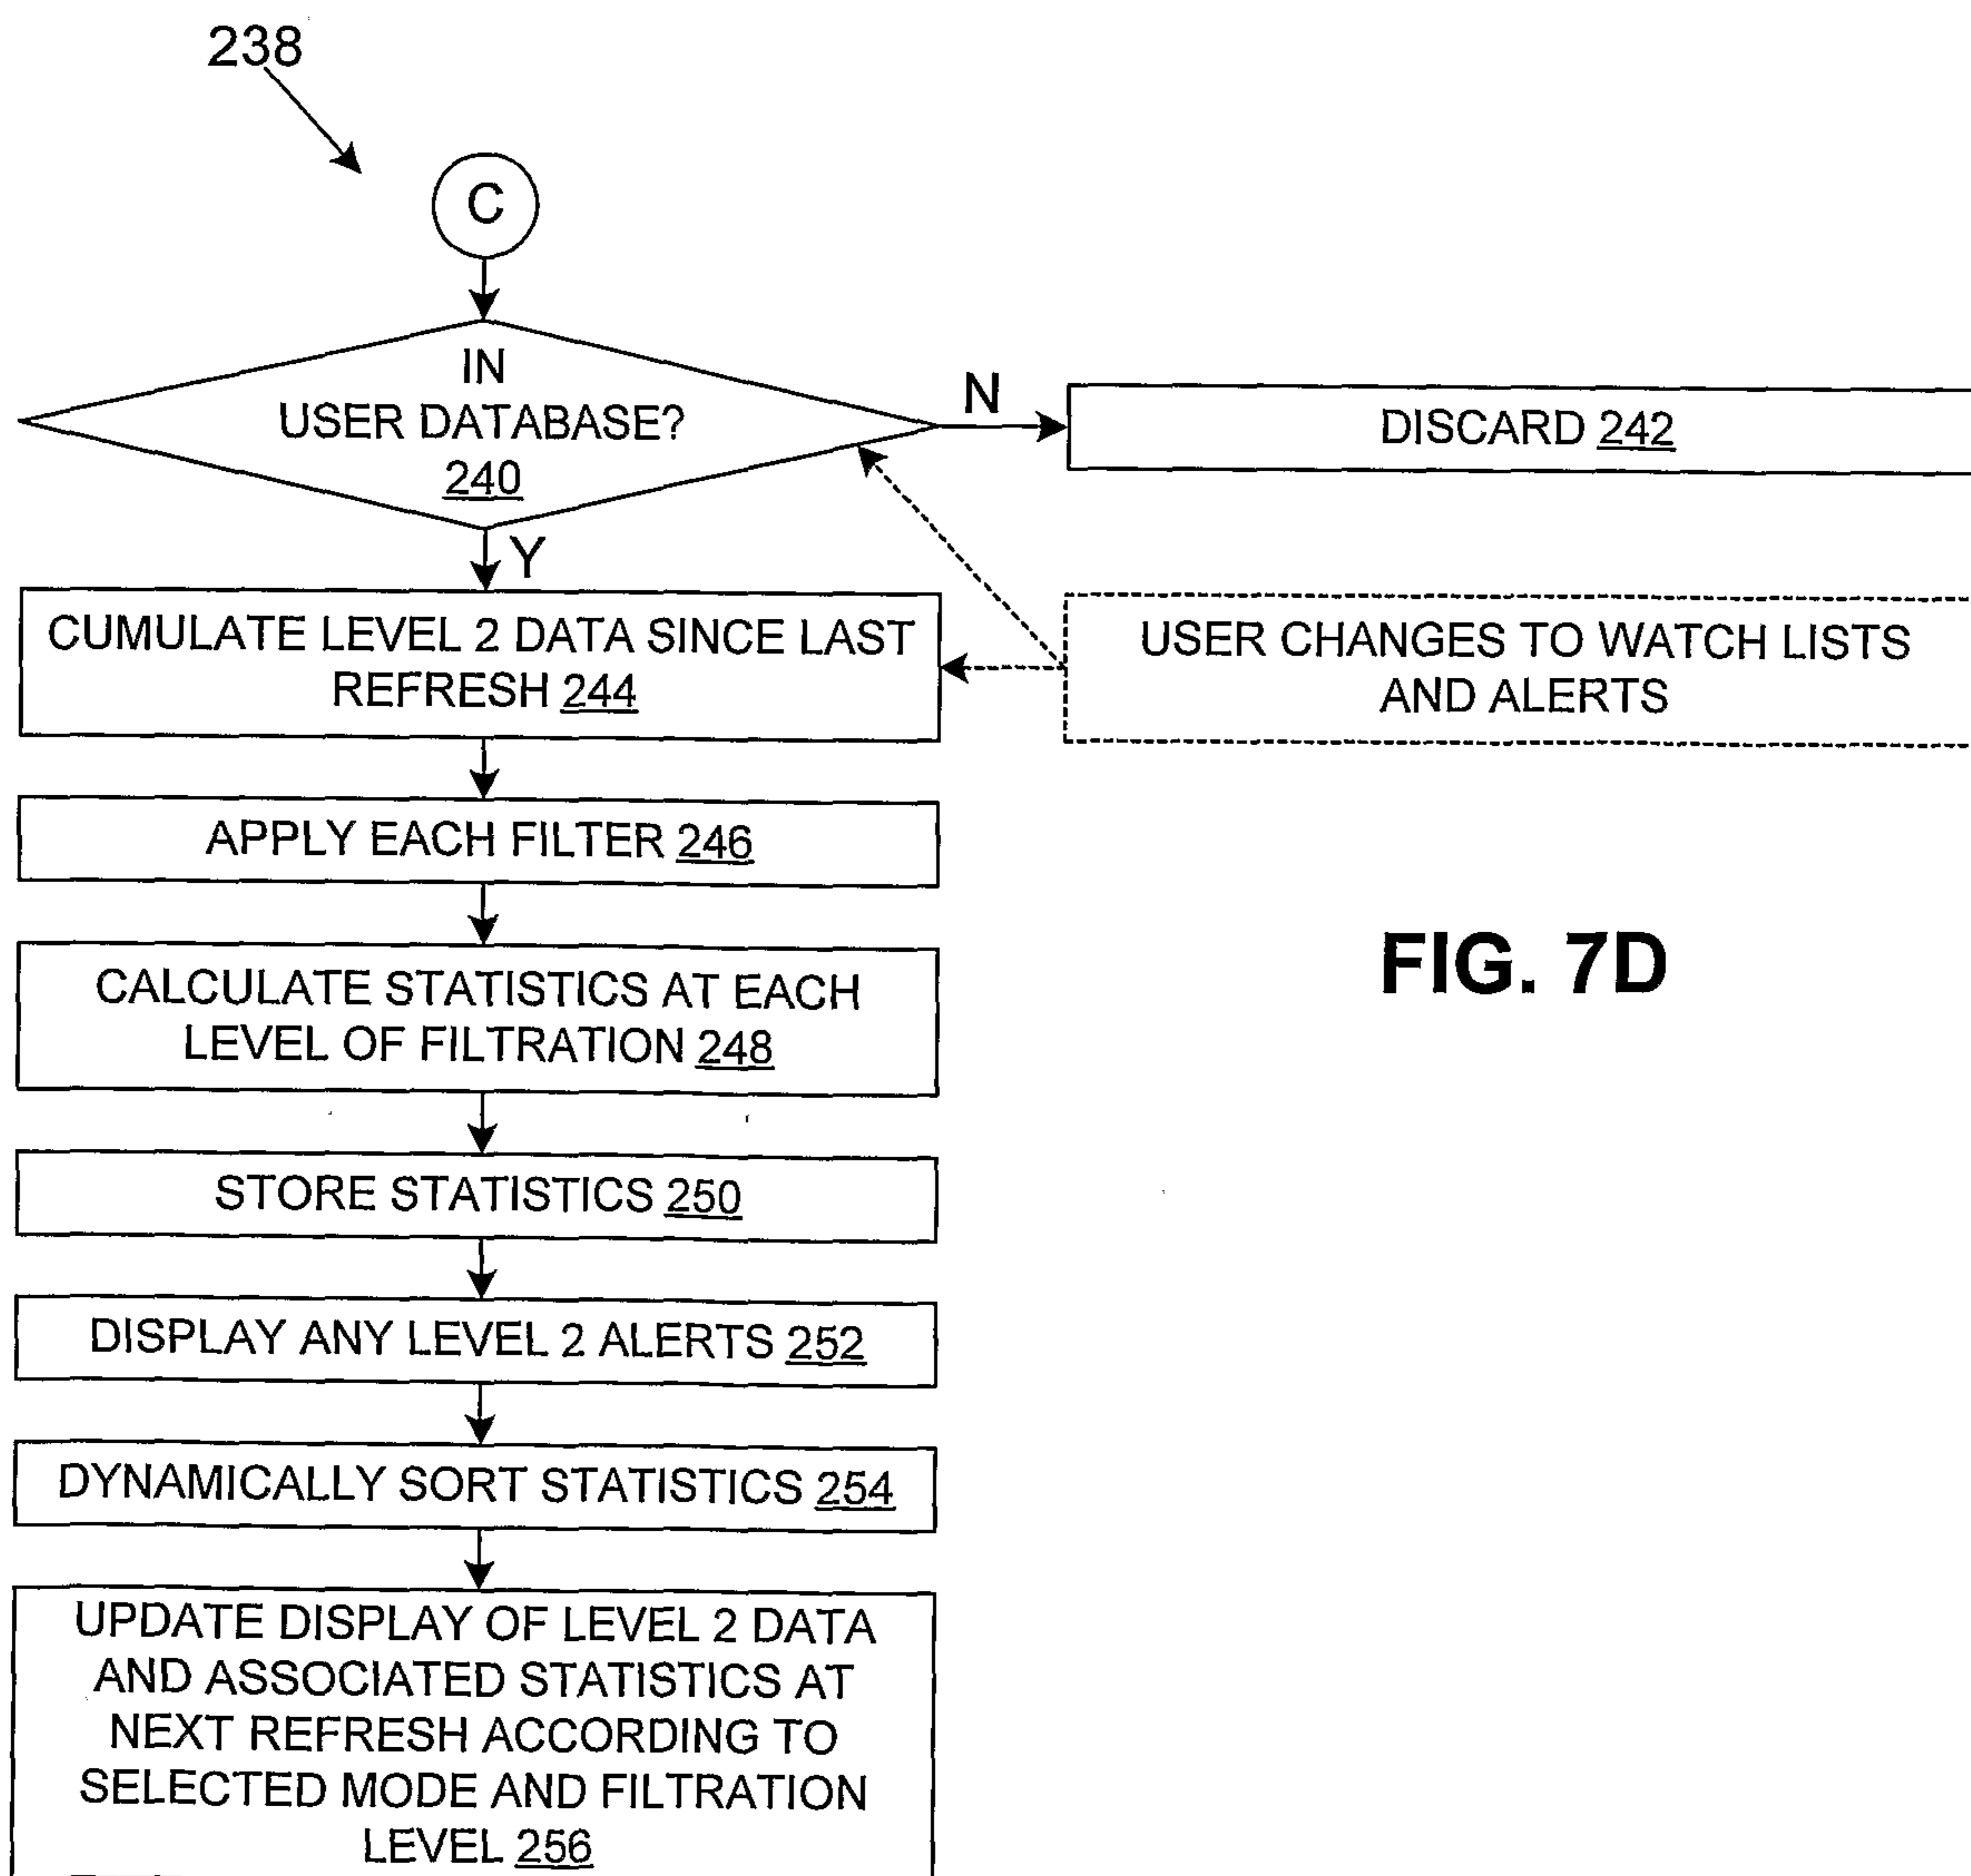 238
C
IN
USER DATABASE?
240
N
DISCARD 242
Y
CUMULATE LEVEL 2 DATA SINCE LAST
REFRESH 244
USER CHANGES TO WATCH LISTS
AND ALERTS
APPLY EACH FILTER 246
FIG. 7D
CALCULATE STATISTICS AT EACH
LEVEL OF FILTRATION 248
STORE STATISTICS 250
DISPLAY ANY LEVEL 2 ALERTS 252
DYNAMICALLY SORT STATISTICS 254
UPDATE DISPLAY OF LEVEL 2 DATA
AND ASSOCIATED STATISTICS AT
NEXT REFRESH ACCORDING TO
SELECTED MODE AND FILTRATION
LEVEL 256